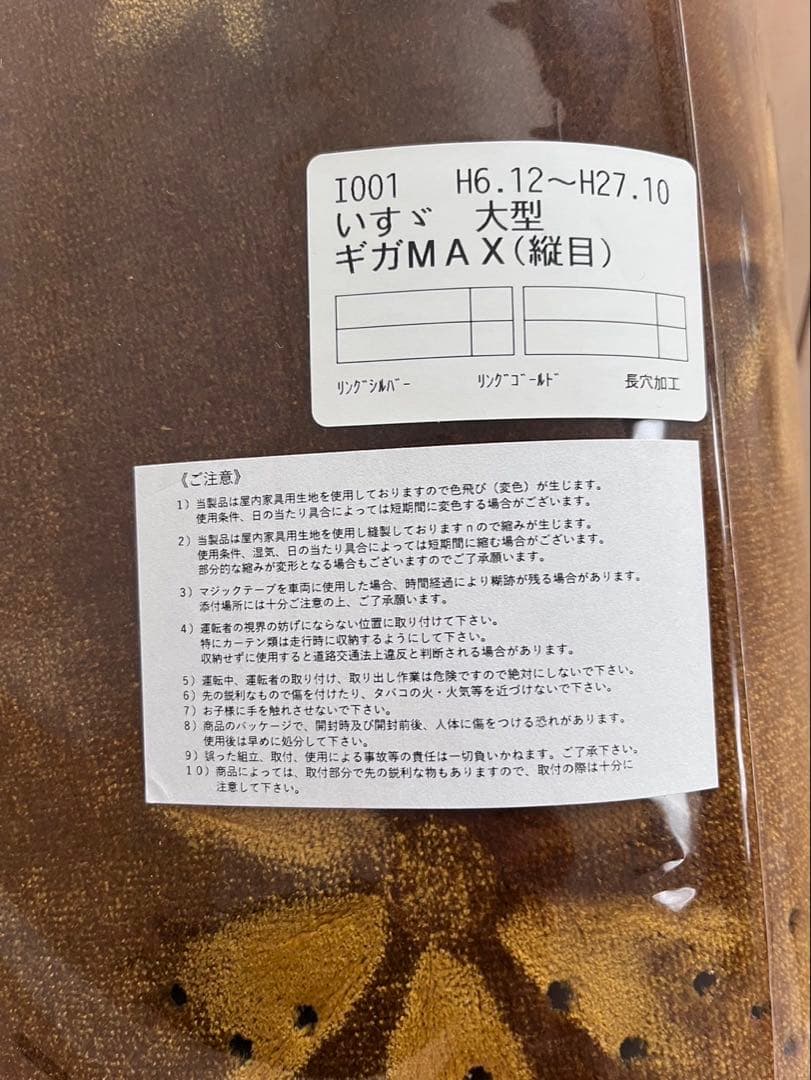 I001　H6.12～H27.10
いすゞ　大型
ギガMAX(縦目)
ﾘﾝｸﾞｼﾙﾊﾞｰ　ﾘﾝｸﾞｺﾞｰﾙﾄﾞ　長穴加工
《ご注意》
1）当製品は屋内家具用生地を使用しておりますので色飛び（変色）が生じます。
使用条件、日の当たり具合によっては短期間に変色する場合がございます。
2）当製品は屋内家具用生地を使用し縫製しておりますｎので縮みが生じます。
使用条件、湿気、日の当たり具合によっては短期間に縮む場合がございます。
部分的な縮みが変形となる場合もございますのでご了承願います。
3）マジックテープを車両に使用した場合、時間経過により糊跡が残る場合があります。
添付場所には十分ご注意の上、ご了承願います。
4）運転者の視界の妨げにならない位置に取り付けて下さい。
特にカーテン類は走行時に収納するようにして下さい。
収納せずに使用すると道路交通法上違反と判断される場合があります。
5）運転中、運転者の取り付け、取り出し作業は危険ですので絶対にしないで下さい。
6）先の鋭利なもので傷を付けたり、タバコの火・火気等を近づけないで下さい。
7）お子様に手を触れさせないで下さい。
8）商品のパッケージで、開封時及び開封前後、人体に傷をつける恐れがあります。
使用後は早めに処分して下さい。
9）誤った組立、取付、使用による事故等の責任は一切負いかねます。ご了承下さい。
10）商品によっては、取付部分で先の鋭利な物もありますので、取付の際は十分に
注意して下さい。